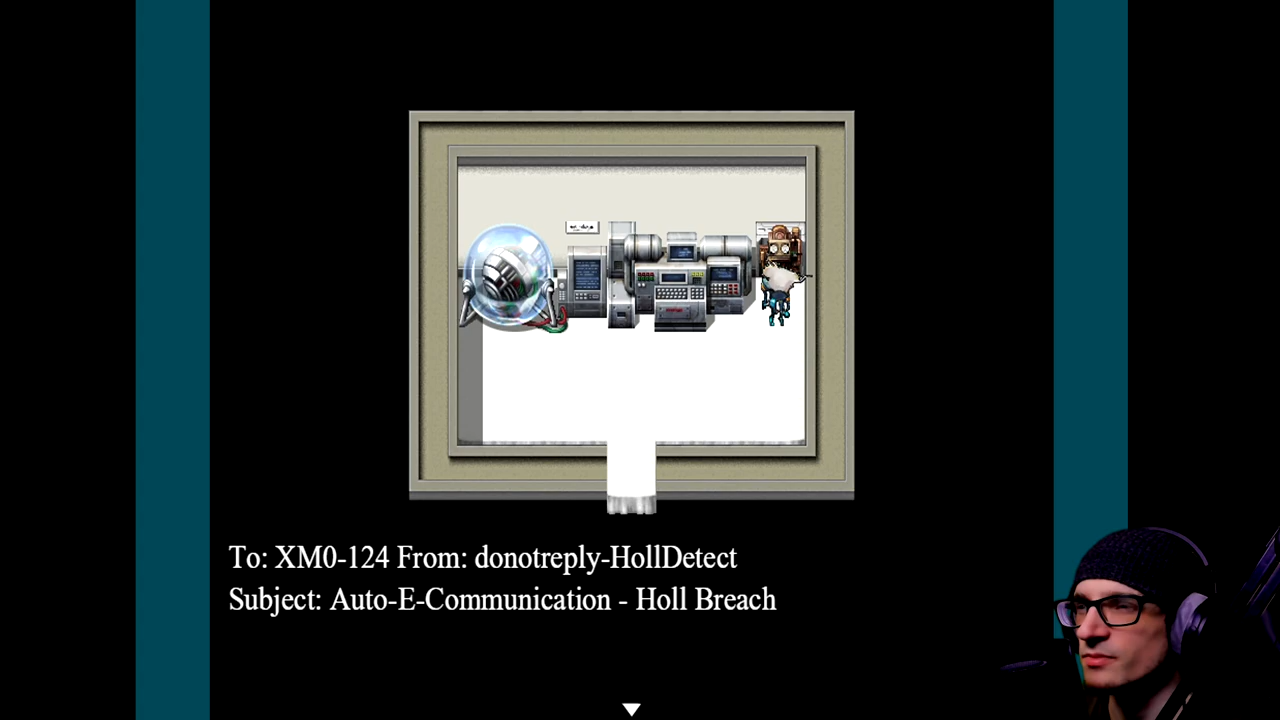 To: XM0-124 From: donotreply-HollDetect
Subject: Auto-E-Communication - Holl Breach